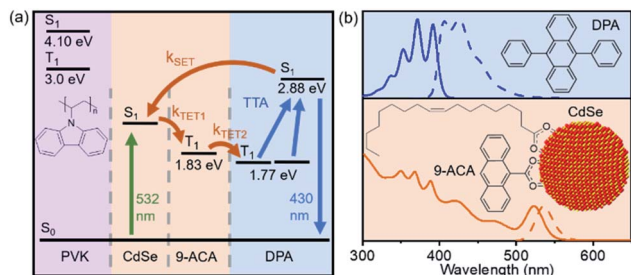 (a)
S1
4.10 eV
T1
3.0 eV
n
N
PVK
S0
S1
532
nm
CdSe
kSET
kTET1
T1
1.83 eV
9-ACA
kTET2
T1
1.77 eV
TTA
S1
2.88 eV
430
nm
DPA
(b)
DPA
CdSe
9-ACA
O
O
O
O
300
400
500
600
Wavelength (nm)